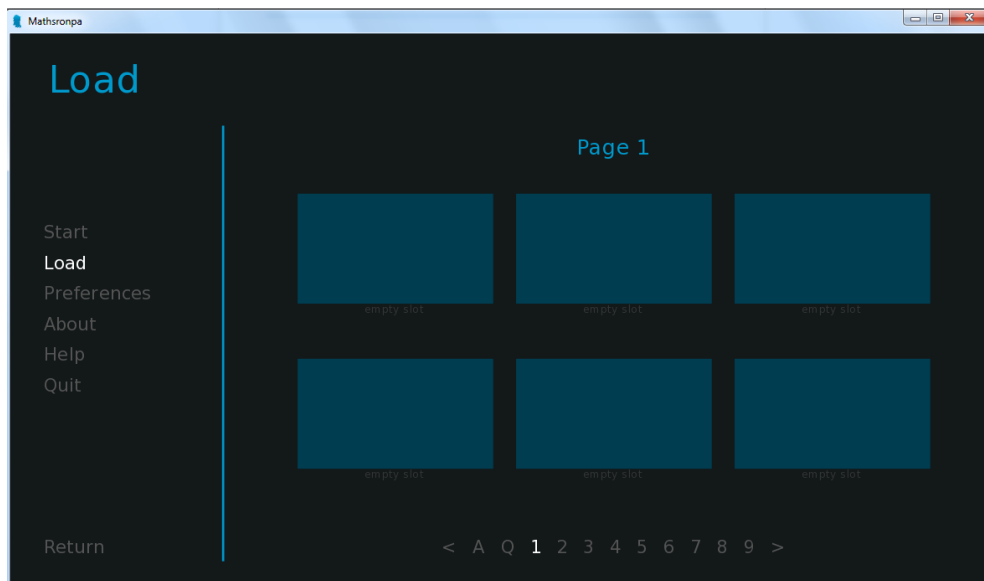 Mathsronpa
Load
Page 1
Start
Load
Preferences
About
Help
Quit
empty slot empty slot empty slot
empty slot empty slot empty slot
Return
< A Q 1 2 3 4 5 6 7 8 9 >